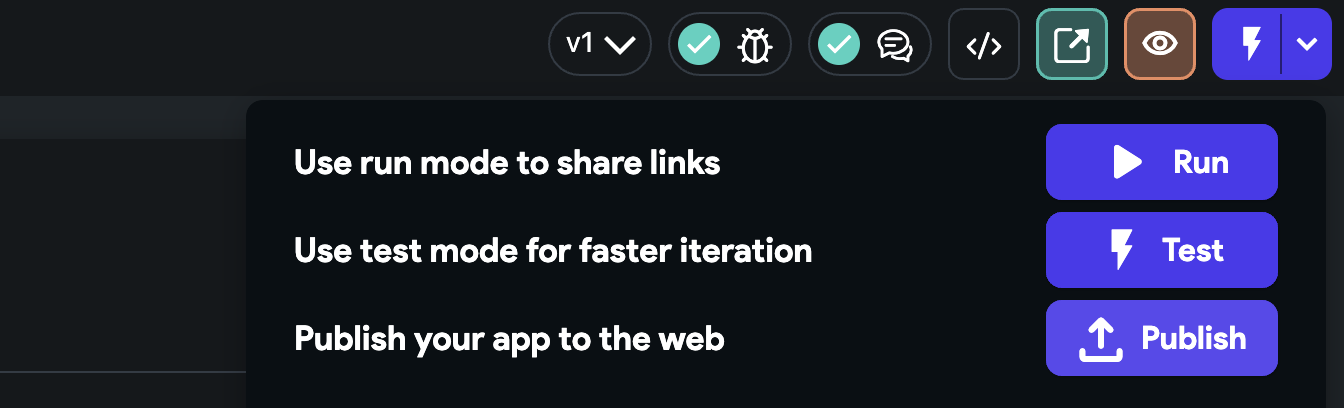 v1
Use run mode to share links
Run
Use test mode for faster iteration
Test
Publish your app to the web
Publish